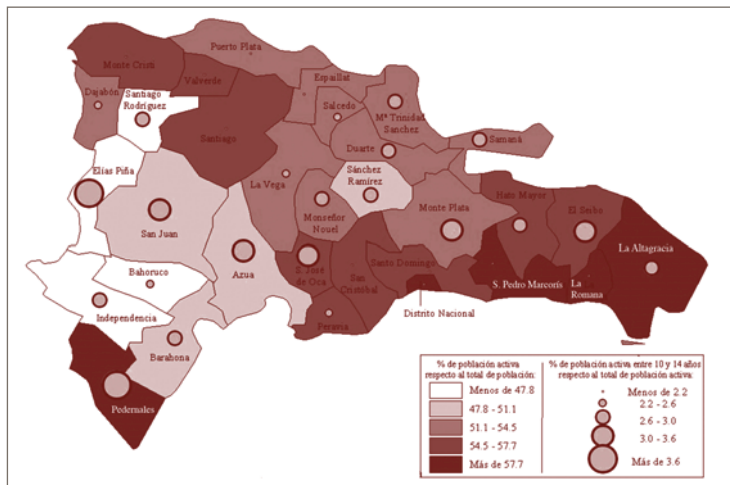 Puerto Plata
Monte Cristi
Valverde
Espaillat
Dajabón
Santiago
Rodríguez
Salcedo
Mª Trinidad
Sanchez
Santiago
Samaná
Duarte
Elías Piña
La Vega
Sánchez
Ramírez
Hato Mayor
El Seibo
Monte Plata
Monseñor
Nouel
San Juan
La Altagracia
Santo Domingo
Bahoruco
Azua
S. José
de Oca
San
Cristóbal
S. Pedro Marcorís
La
Romana
Independencia
Peravia
Distrito Nacional
Barahona
Pedernales
% de población activa
respecto al total de población:
Menos de 47.8
47.8 - 51.1
51.1 - 54.5
54.5 - 57.7
Más de 57.7
% de población activa entre 10 y 14 años
respecto al total de población activa:
Menos de 2.2
2.2 - 2.6
2.6 - 3.0
3.0 - 3.6
Más de 3.6